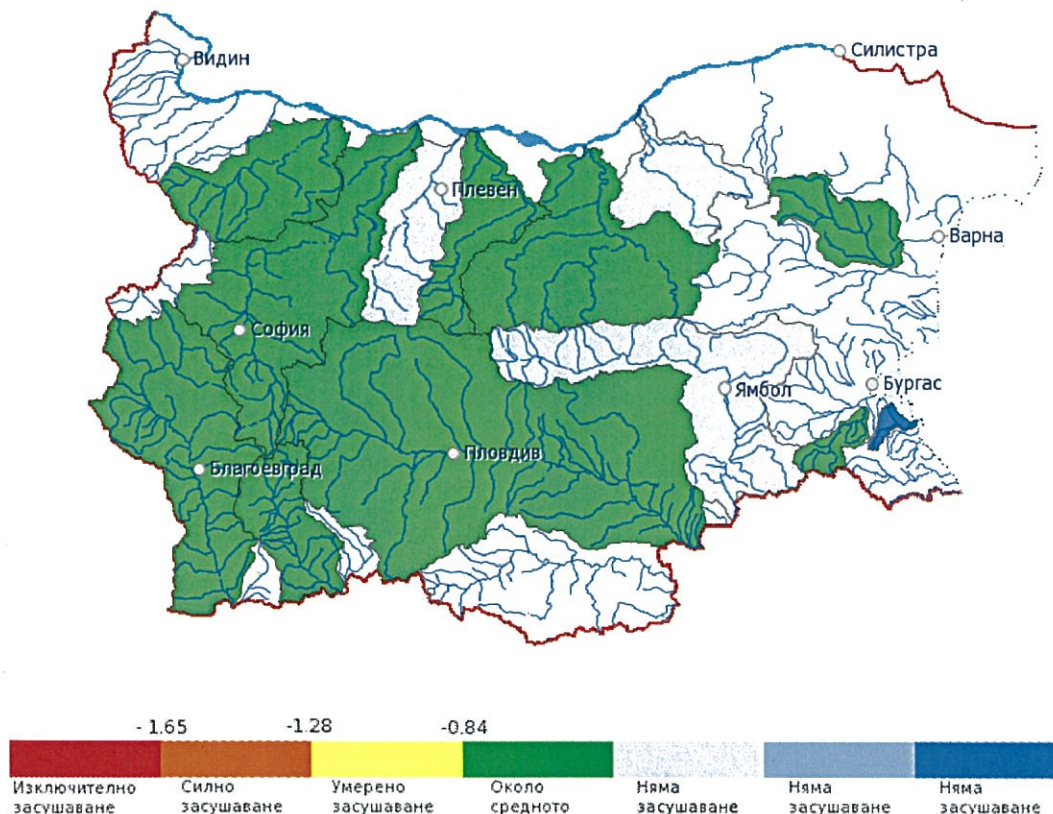 Видин
Силистра
Плевен
Варна
София
Ямбол
Бургас
Пловдив
Благоевград
- 1.65 -1.28 -0.84
Изключително засушаване
Силно засушаване
Умерено засушаване
Около средното
Няма засушаване
Няма засушаване
Няма засушаване